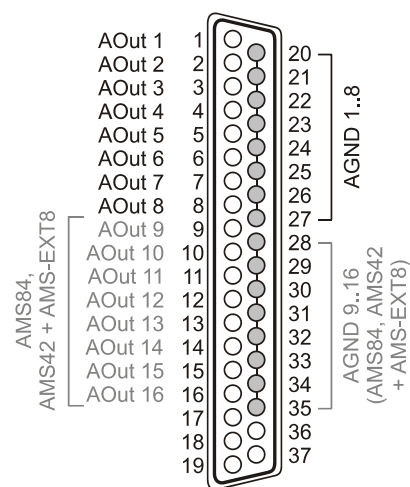 AOut 1 1
AOut 2 2
AOut 3 3
AOut 4 4
AOut 5 5
AOut 6 6
AOut 7 7
AOut 8 8
AOut 9 9
AOut 10 10
AOut 11 11
AOut 12 12
AOut 13 13
AOut 14 14
AOut 15 15
AOut 16 16
17
18
19
20
21
22
23
24
25
26
27
28
29
30
31
32
33
34
35
36
37
AMS84,
AMS42 + AMS-EXT8
AGND 1..8
AGND 9..16
(AMS84, AMS42
+ AMS-EXT8)